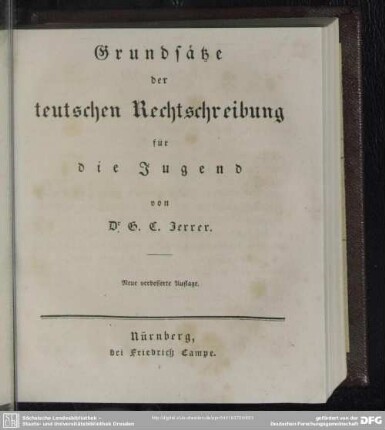 Grundsätze
der
teutschen Rechtschreibung
für
die Jugend
von
Dr G. C. Jerrer.
Neue verbesserte Auflage.
Nürnberg,
bei Friedrich Campe.
Sächsische Landesbibliothek -
Staats- und Universitätsbibliothek Dresden
gefördert von der
Deutschen Forschungsgemeinschaft
DFG